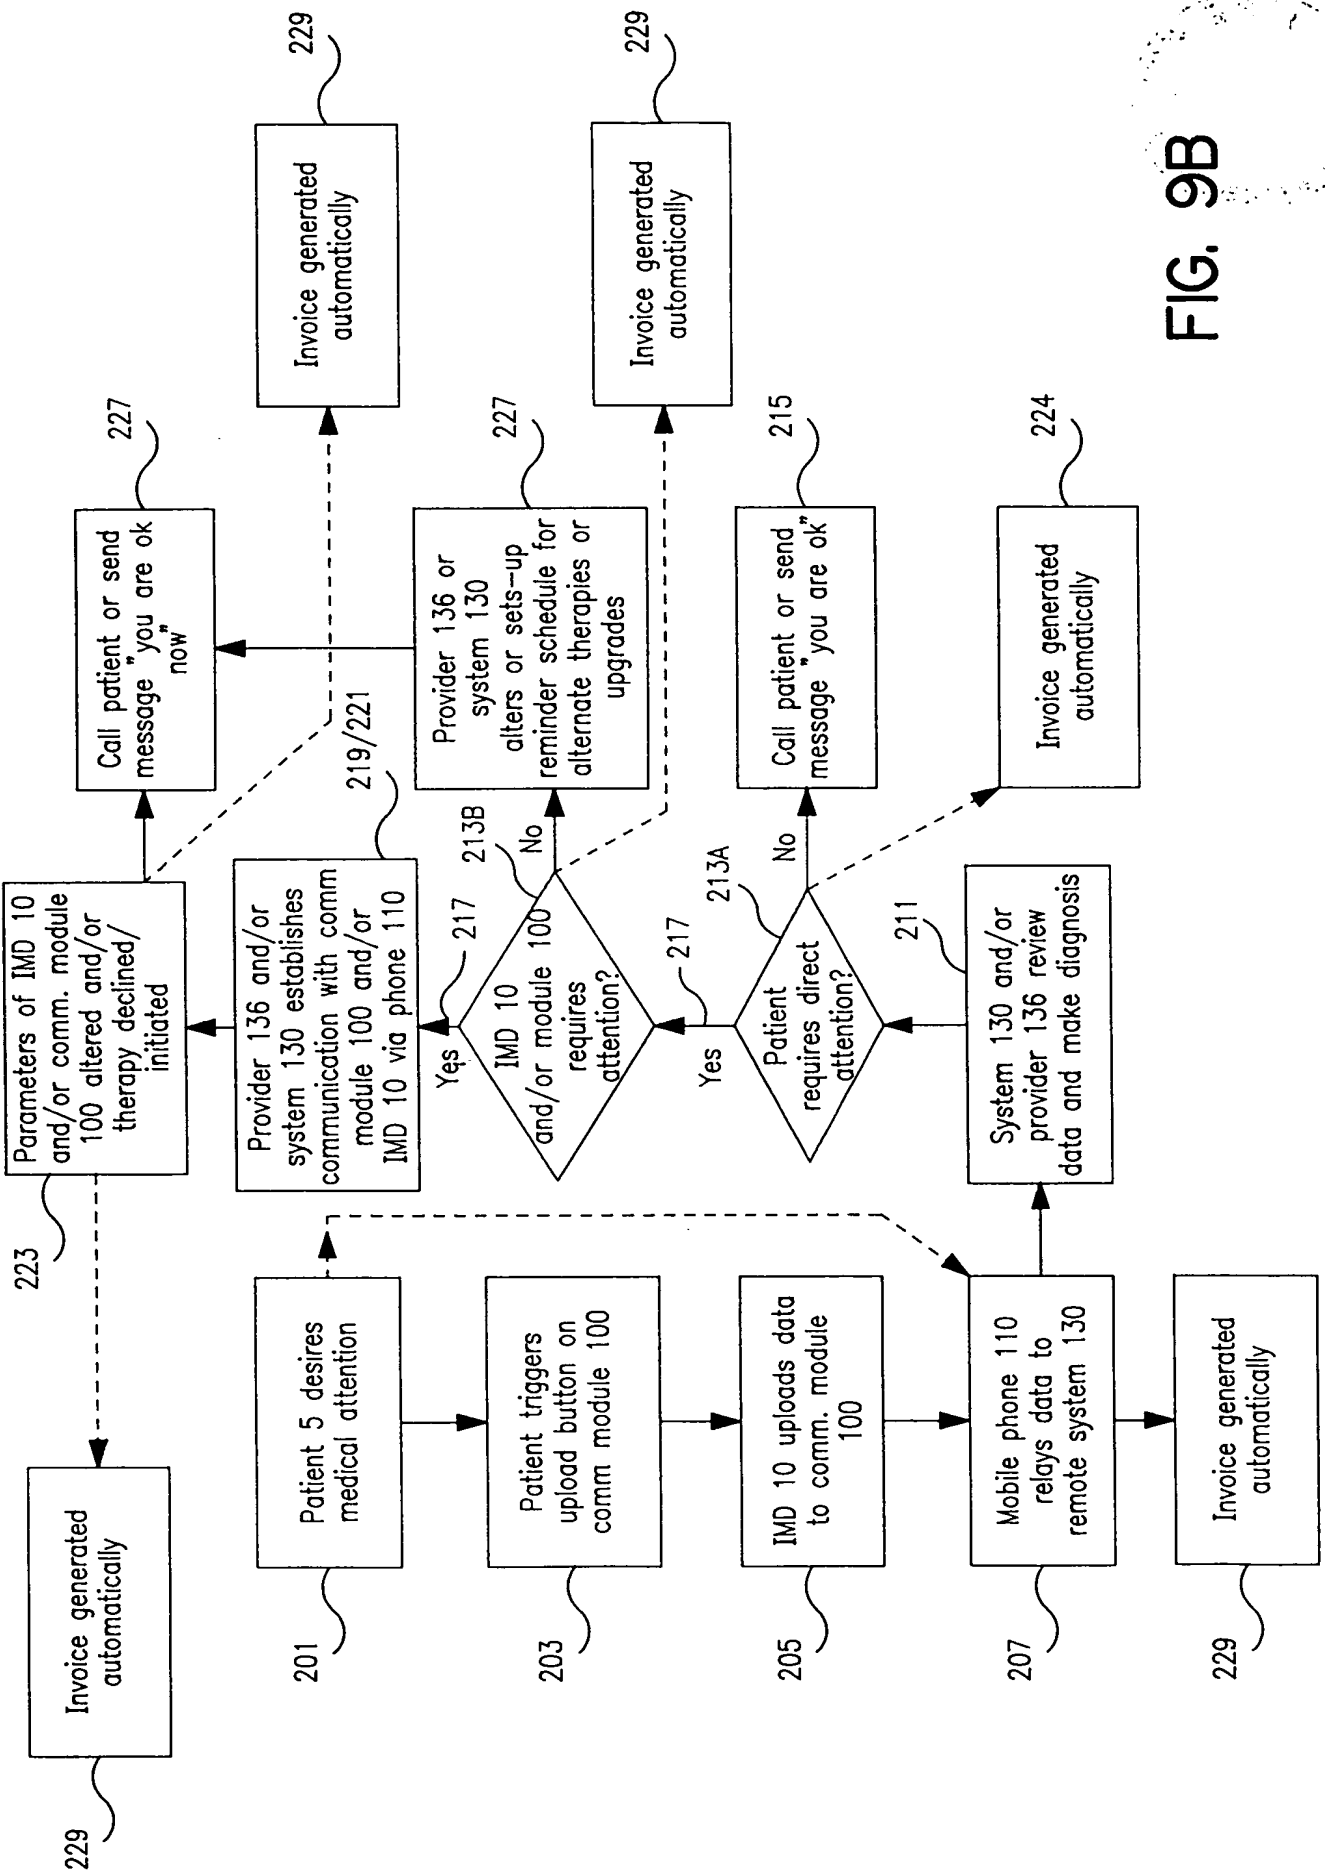 229
Invoice generated
automatically
223
Parameters of IMD 10
and/or comm. module
100 altered and/or
therapy declined/
initiated
Call patient or send
message "you are ok
now"
227
Invoice generated
automatically
229
201
Patient 5 desires
medical attention
Provider 136 and/or
system 130 establishes
communication with comm
module 100 and/or
IMD 10 via phone 110
219/221
Yes
217
203
Patient triggers
upload button on
comm module 100
IMD 10
and/or module 100
requires
attention?
213B
No
Provider 136 or
system 130
alters or sets-up
reminder schedule for
alternate therapies or
upgrades
227
Invoice generated
automatically
229
Yes
217
205
IMD 10 uploads data
to comm. module
100
Patient
requires direct
attention?
213A
No
Call patient or send
message "you are ok"
215
207
Mobile phone 110
relays data to
remote system 130
System 130 and/or
provider 136 review
data and make diagnosis
211
Invoice generated
automatically
224
229
Invoice generated
automatically
FIG. 9B